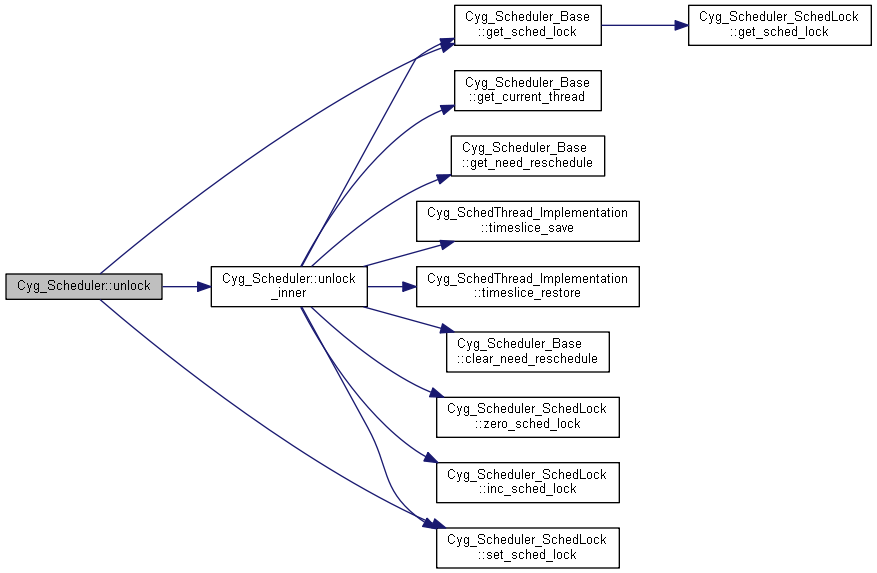 Cyg_Scheduler_Base
::get_sched_lock
Cyg_Scheduler_SchedLock
::get_sched_lock
Cyg_Scheduler_Base
::get_current_thread
Cyg_Scheduler_Base
::get_need_reschedule
Cyg_SchedThread_Implementation
::timeslice_save
Cyg_Scheduler::unlock
Cyg_Scheduler::unlock
_inner
Cyg_SchedThread_Implementation
::timeslice_restore
Cyg_Scheduler_Base
::clear_need_reschedule
Cyg_Scheduler_SchedLock
::zero_sched_lock
Cyg_Scheduler_SchedLock
::inc_sched_lock
Cyg_Scheduler_SchedLock
::set_sched_lock